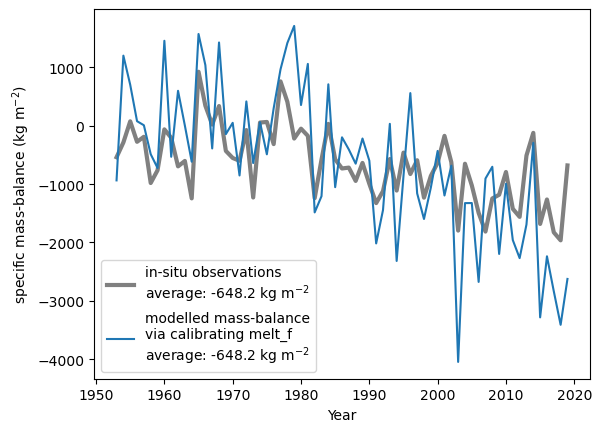 specific mass-balance (kg m⁻²)
1000
0
−1000
−2000
−3000
−4000
in-situ observations
average: -648.2 kg m⁻²
modelled mass-balance
via calibrating melt_f
average: -648.2 kg m⁻²
1950 1960 1970 1980 1990 2000 2010 2020
Year